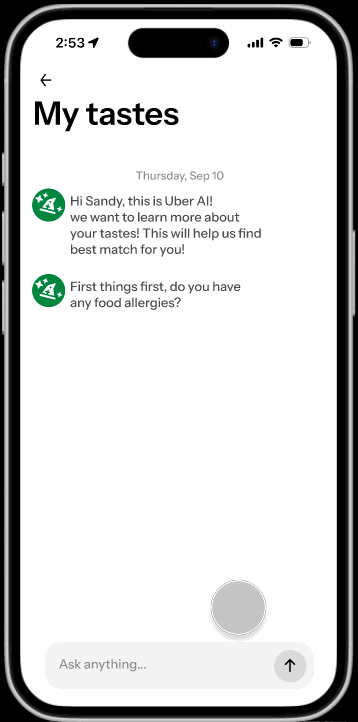 2:53
My tastes
Thursday, Sep 10
Hi Sandy, this is Uber AI!
we want to learn more about
your tastes! This will help us find
best match for you!
First things first, do you have
any food allergies?
Ask anything...